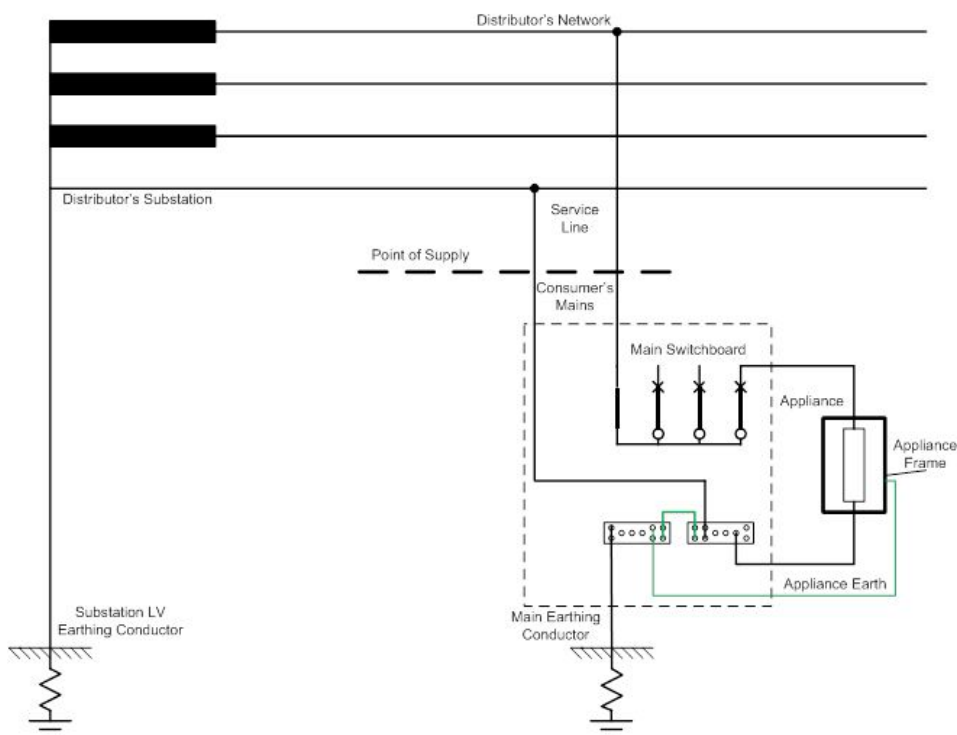 Distributor's Network
Distributor's Substation
Service
Line
Point of Supply
Consumer's
Mains
Main Switchboard
Appliance
Appliance
Frame
Appliance Earth
Substation LV
Earthing Conductor
Main Earthing
Conductor